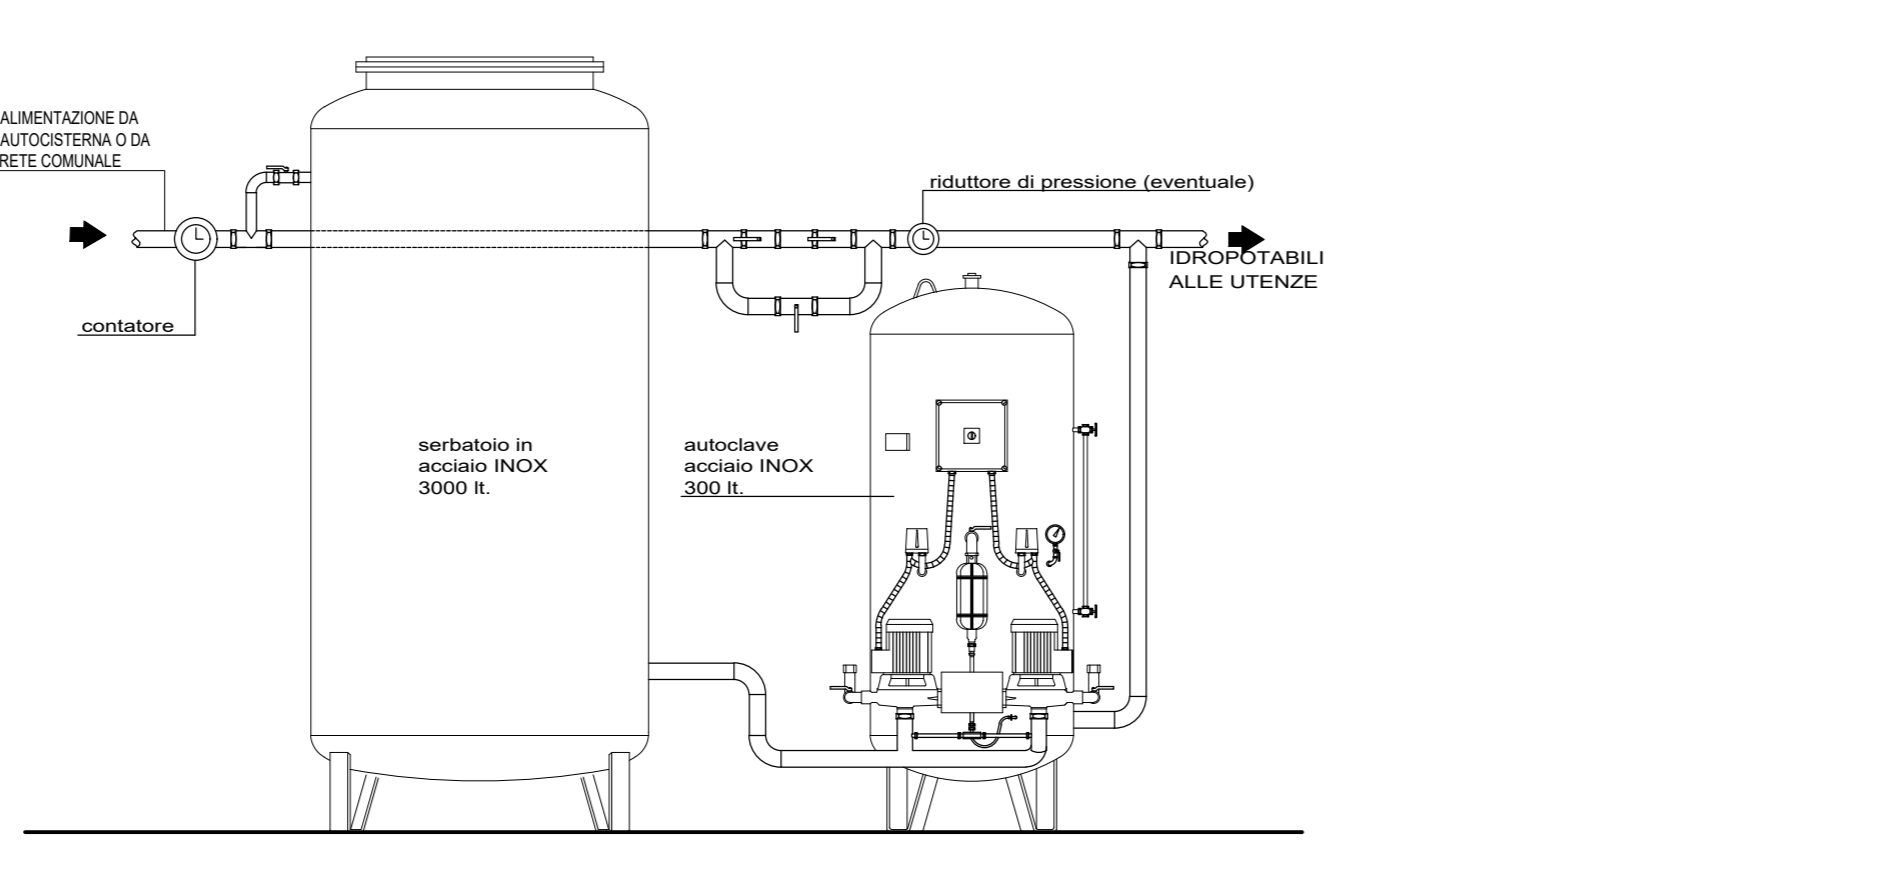 ALIMENTAZIONE DA
AUTOCISTERNA O DA
RETE COMUNALE
riduttore di pressione (eventuale)
IDROPOTABILI
ALLE UTENZE
contatore
serbatoio in
acciaio INOX
3000 lt.
autoclave
acciaio INOX
300 lt.